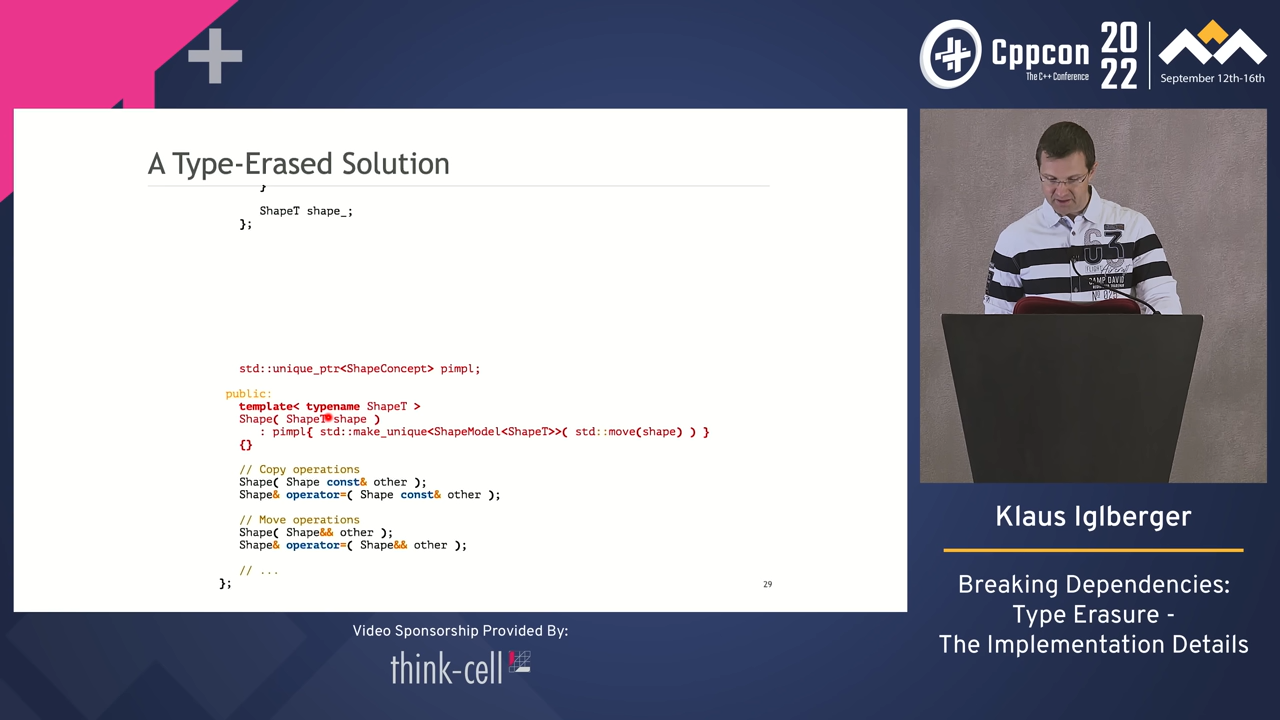 Cppcon
The C++ Conference
20
22
September 12th-16th
A Type-Erased Solution
}
ShapeT shape_;
};
std::unique_ptr<ShapeConcept> pimpl;
public:
template< typename ShapeT >
Shape( ShapeT shape )
: pimpl{ std::make_unique<ShapeModel<ShapeT>>( std::move(shape) ) }
{}
// Copy operations
Shape( Shape const& other );
Shape& operator=( Shape const& other );
// Move operations
Shape( Shape&& other );
Shape& operator=( Shape&& other );
// ...
};
29
63
CAMP DAVID
Klaus Iglberger
Breaking Dependencies:
Type Erasure -
The Implementation Details
Video Sponsorship Provided By:
think-cell